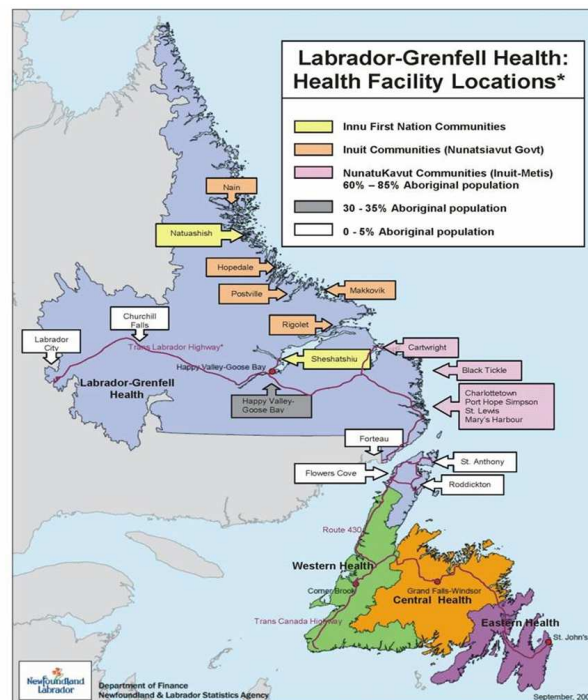 Labrador-Grenfell Health:
Health Facility Locations*
Innu First Nation Communities
Inuit Communities (Nunatsiavut Govt)
NunatuKavut Communities (Inuit-Metis)
60% – 85% Aboriginal population
30 - 35% Aboriginal population
0 - 5% Aboriginal population
Nain
Natuashish
Hopedale
Postville
Makkovik
Rigolet
Churchill
Falls
Labrador
City
Trans Labrador Highway*
Cartwright
Sheshatshiu
Happy Valley-Goose Bay
Black Tickle
Labrador-Grenfell
Health
Happy Valley-
Goose Bay
Charlottetown
Port Hope Simpson
St. Lewis
Mary's Harbour
Forteau
Flowers Cove
St. Anthony
Roddickton
Route 430
Western Health
Corner Brook
Grand Falls-Windsor
Central Health
Trans Canada Highway
Eastern Health
St. John's
Newfoundland
Labrador
Department of Finance
Newfoundland & Labrador Statistics Agency
September,